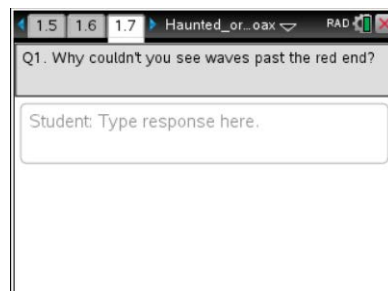 1.5 1.6 1.7 Haunted_or...oax RAD
Q1. Why couldn't you see waves past the red end?
Student: Type response here.